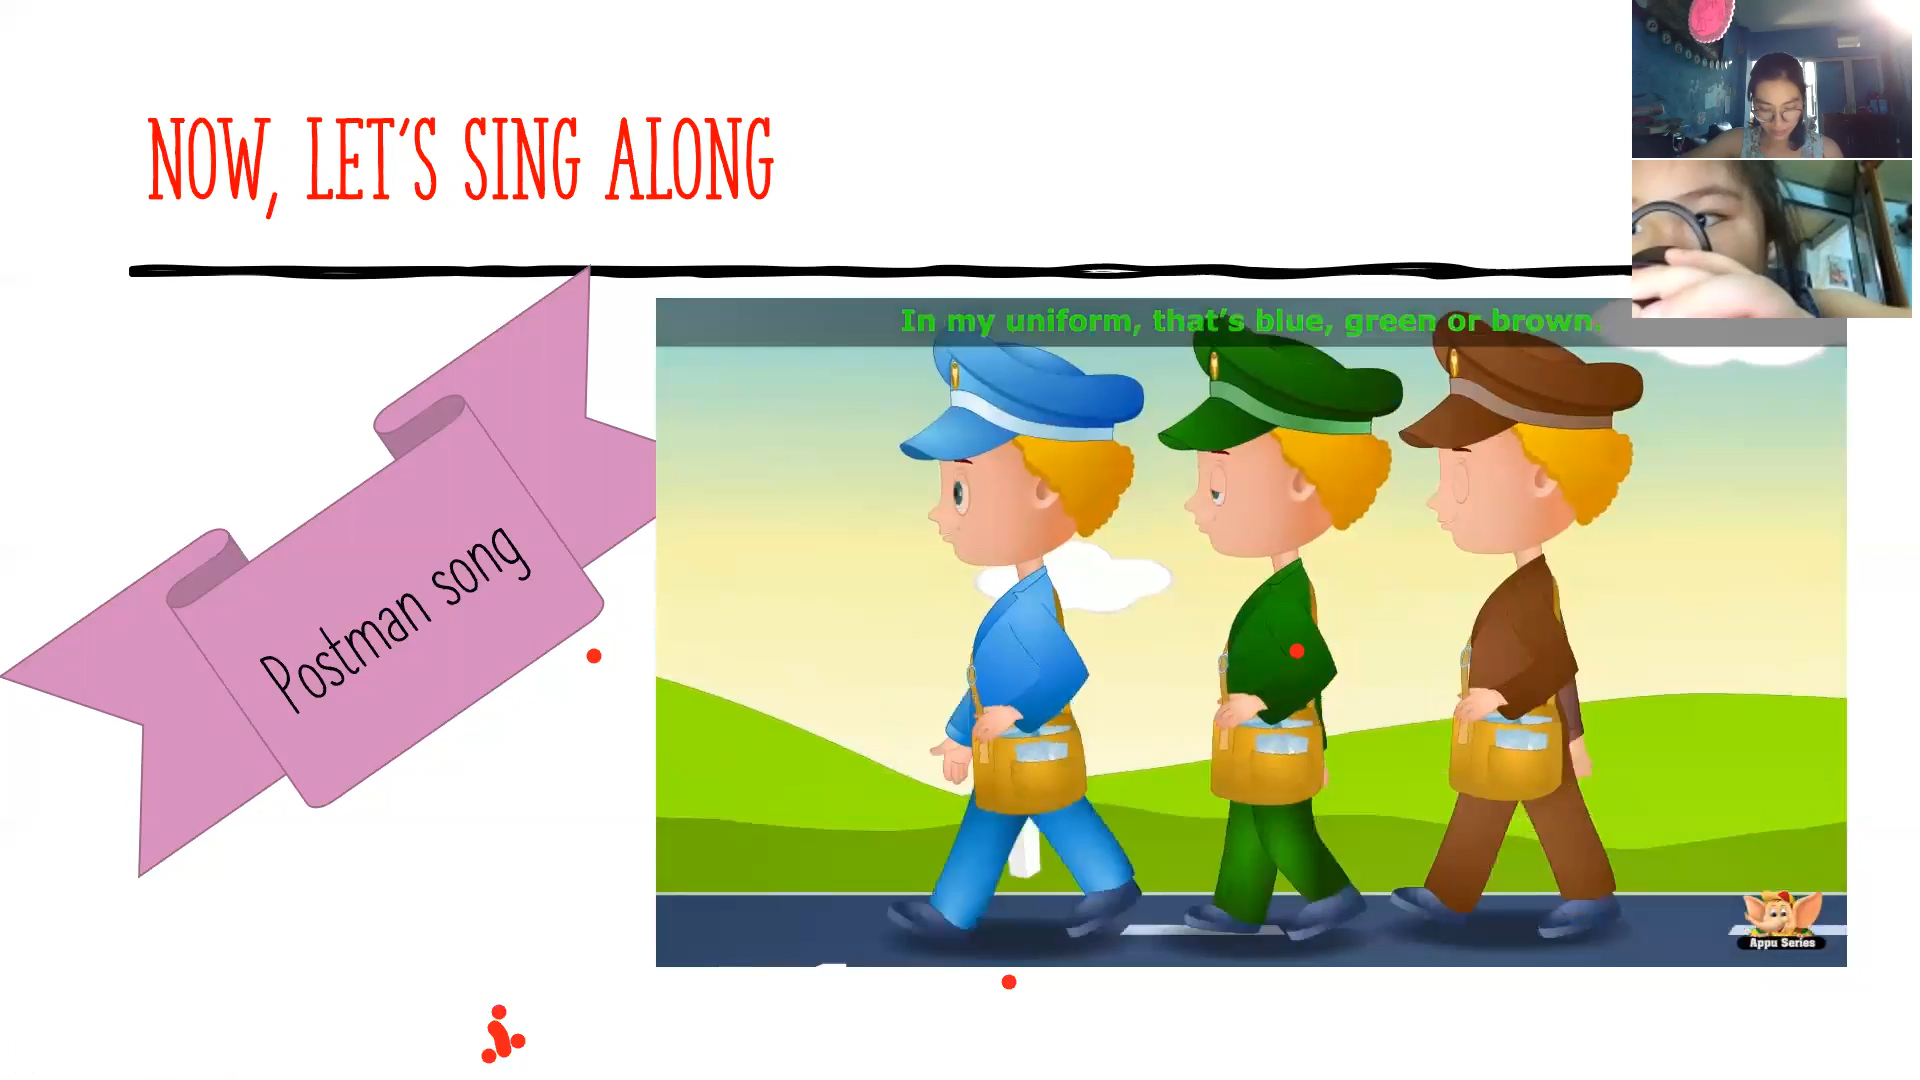 NOW, LET'S SING ALONG
In my uniform, that's blue, green or brown.
Postman song
Appu Series